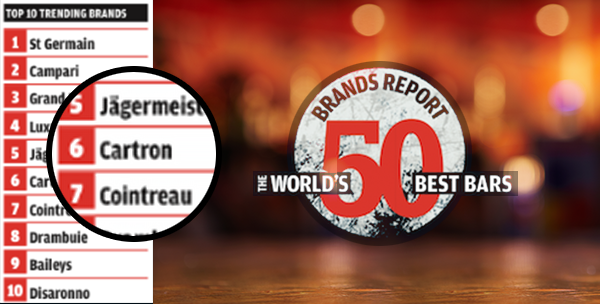 TOP 10 TRENDING BRANDS
1 St Germain
2 Campari
3 Grand
4 Lux
5 Jäg
6 Car
7 Cointr
8 Drambuie
9 Baileys
10 Disaronno
5 Jägermeist
6 Cartron
7 Cointreau
BRANDS REPORT
50
THE WORLD'S BEST BARS